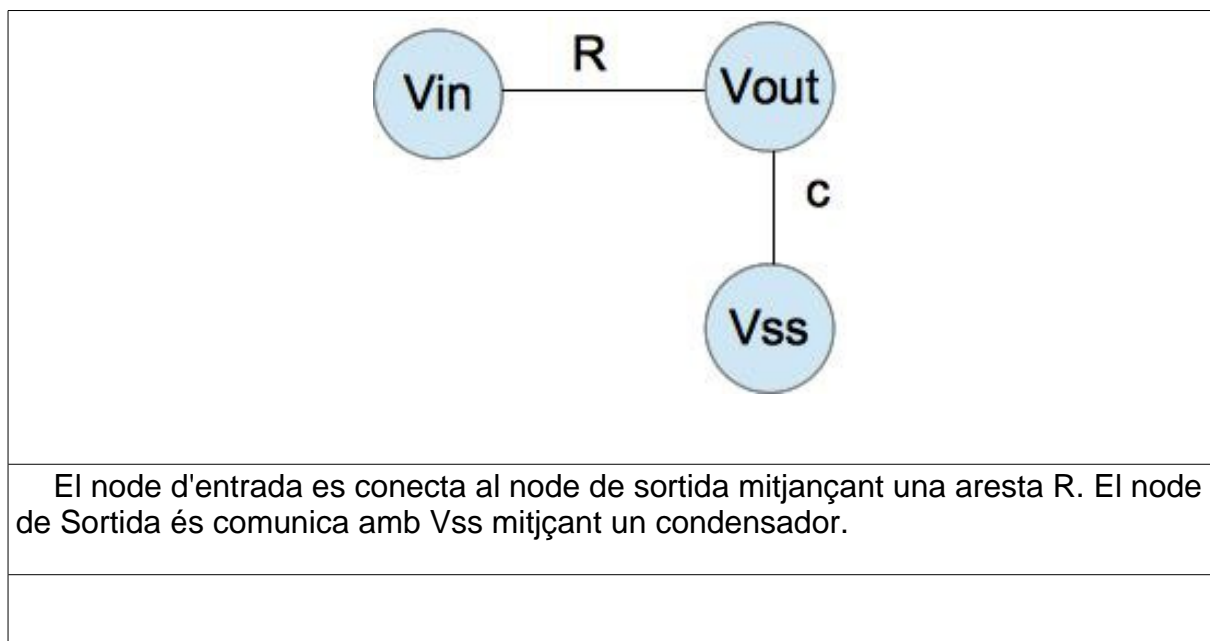 R
Vin
Vout
c
Vss
El node d'entrada es conecta al node de sortida mitjançant una aresta R. El node
de Sortida és comunica amb Vss mitjçant un condensador.